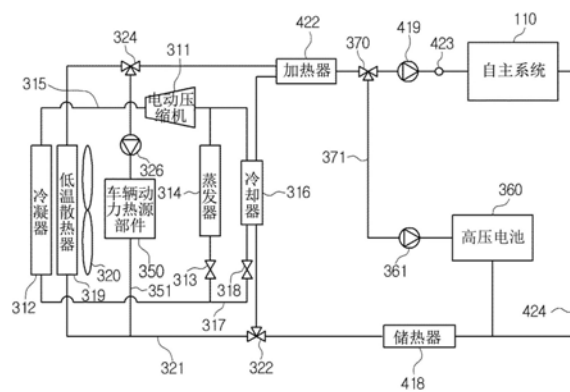 422
370
419
423
110
324
311
315
加热器
自主系统
电动压
缩机
371
冷凝器
低温散热器
326
车辆动
力热源
部件
314
蒸发器
冷却器
316
360
高压电池
361
320
350
313
318
312
319
351
317
424
321
322
储热器
418